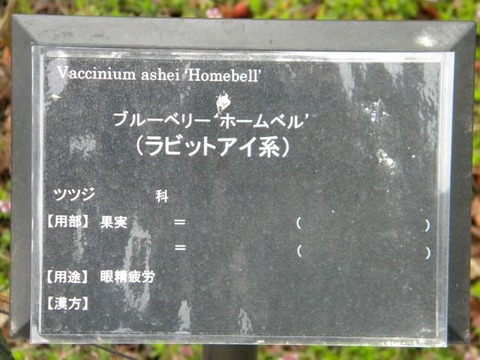 Vaccinium ashei 'Homebell'
ブルーベリー‘ホームベル’
(ラビットアイ系)
ツツジ 科
【用部】 果実 = ( )
= ( )
【用途】 眼精疲労
【漢方】